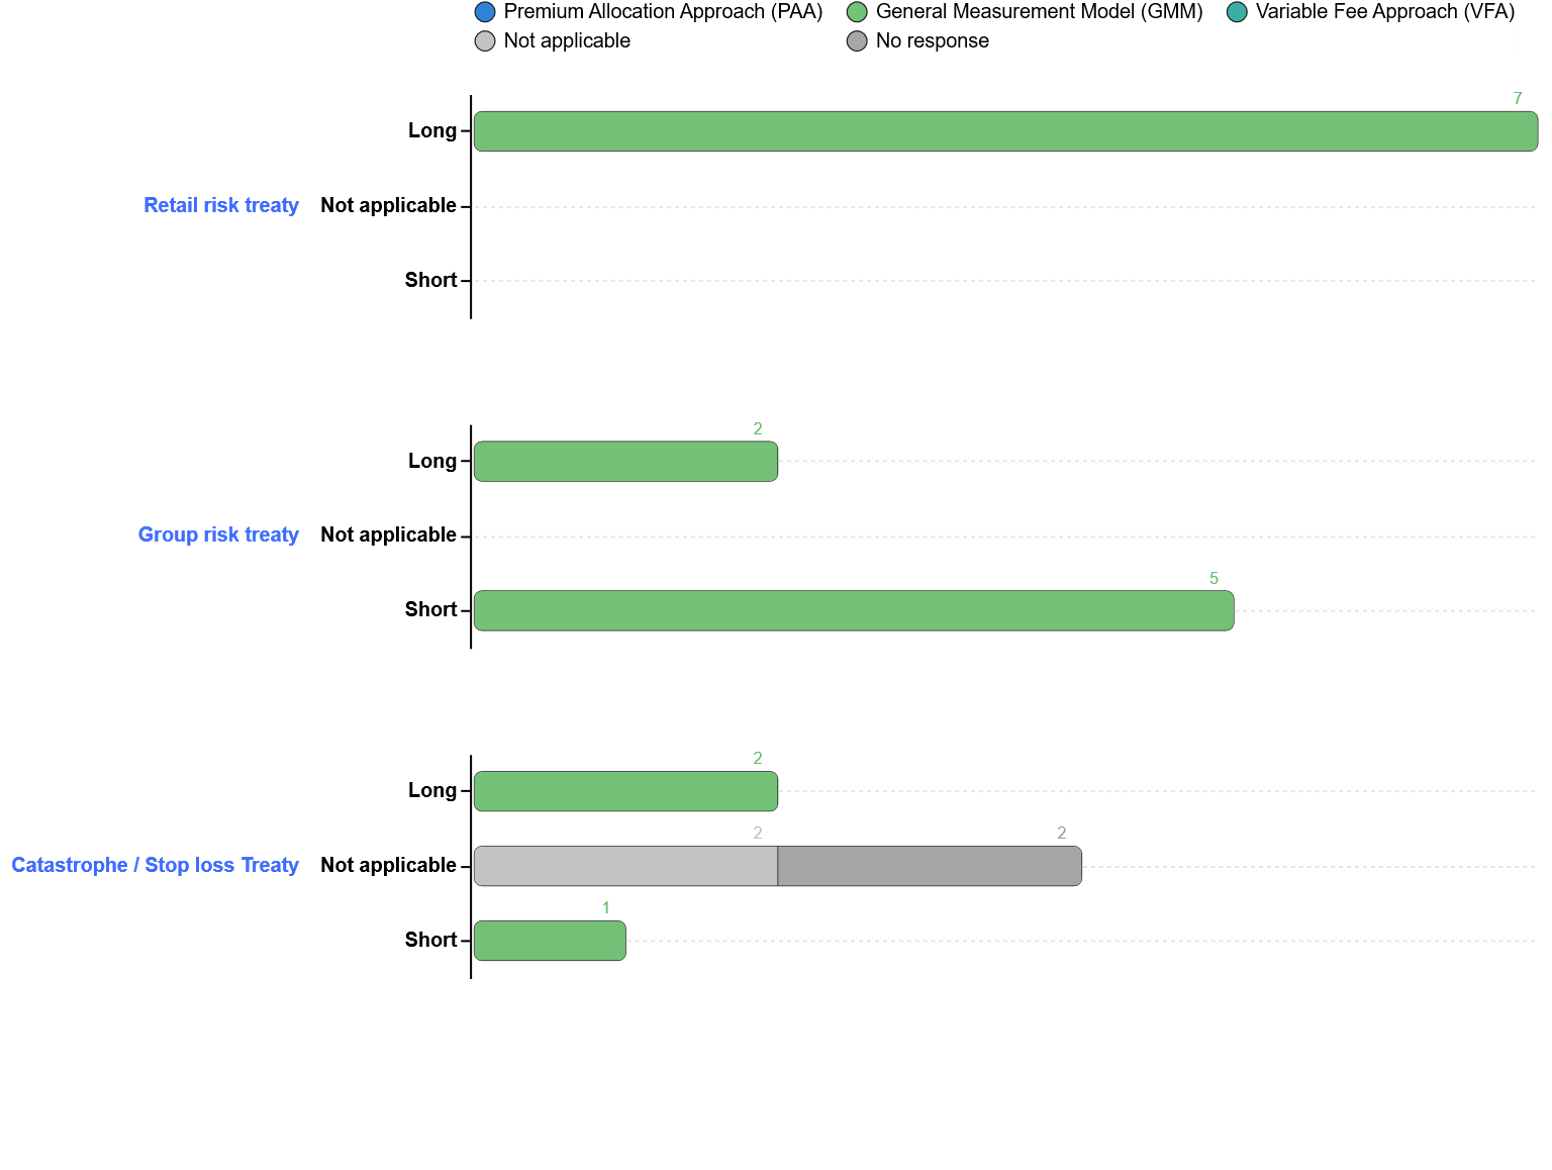 Premium Allocation Approach (PAA) General Measurement Model (GMM) Variable Fee Approach (VFA)
Not applicable No response
7
Long
Retail risk treaty Not applicable
Short
2
Long
Group risk treaty Not applicable
5
Short
2
Long
2 2
Catastrophe / Stop loss Treaty Not applicable
1
Short